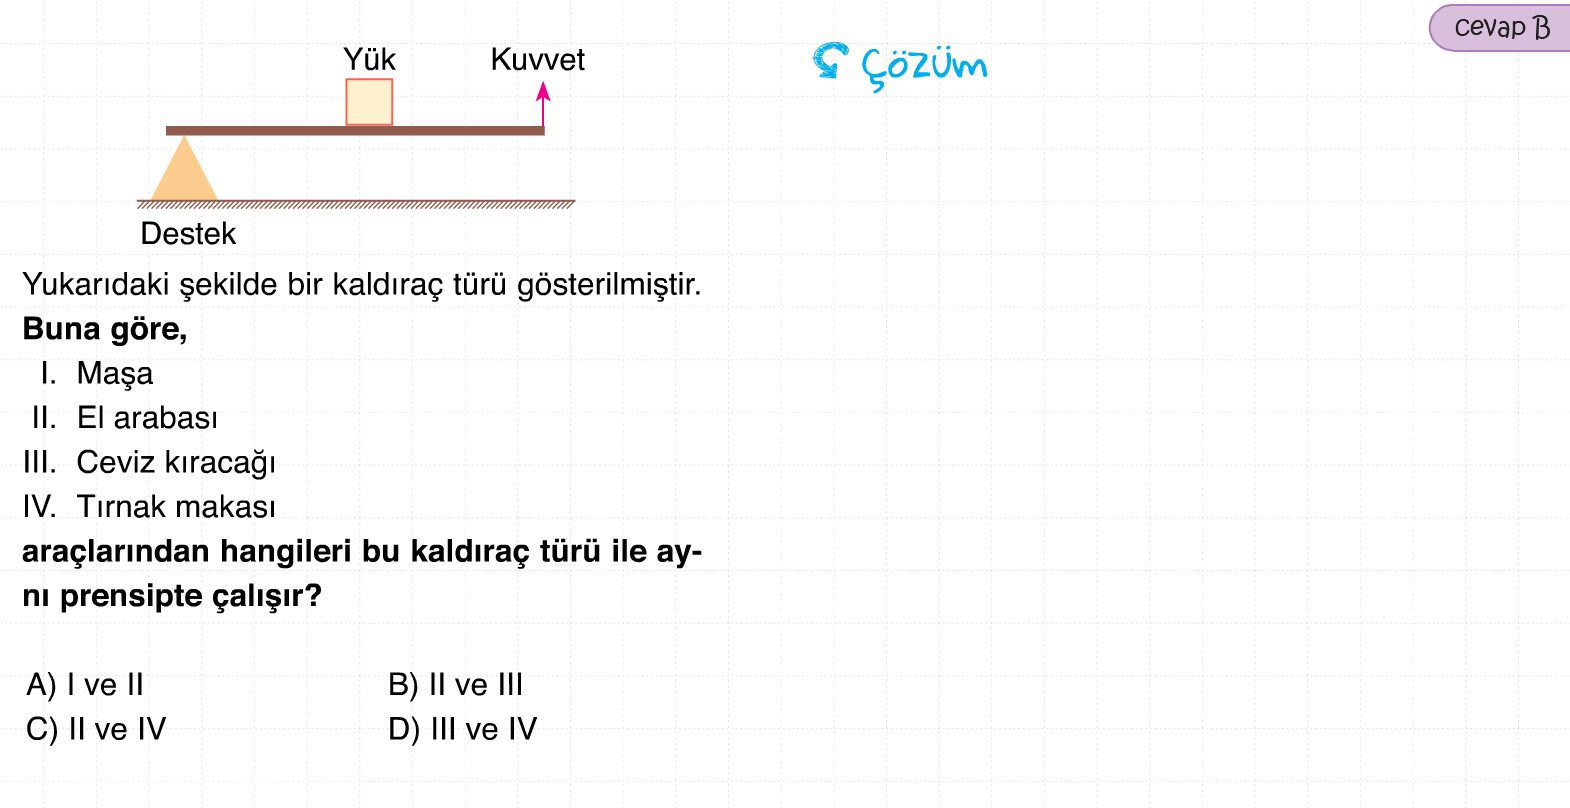 cevap B
Yük
Kuvvet
Destek
Yukarıdaki şekilde bir kaldıraç türü gösterilmiştir.
Buna göre,
I. Maşa
II. El arabası
III. Ceviz kıracağı
IV. Tırnak makası
araçlarından hangileri bu kaldıraç türü ile ay-
nı prensipte çalışır?
A) I ve II
B) II ve III
C) II ve IV
D) III ve IV
Çözüm